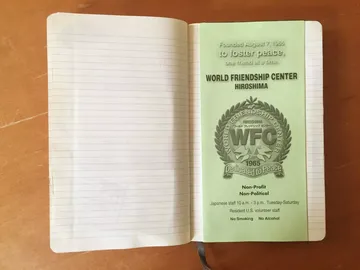 Founded August 7, 1965
to foster peace,
one friend at a time.
WORLD FRIENDSHIP CENTER
HIROSHIMA
WFC
1965
Non-Profit
Non-Political
Japanese staff 10 a.m. - 3 p.m. Tuesday-Saturday
Resident U.S. volunteer staff
No Smoking No Alcohol